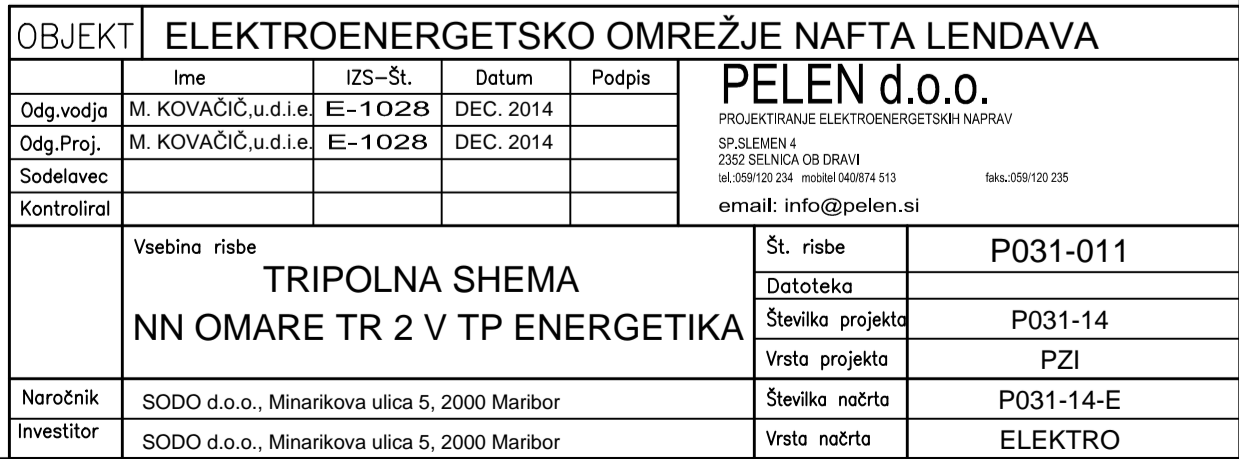 OBJEKT ELEKTROENERGETSKO OMREŽJE NAFTA LENDAVA
Ime IZS-Št. Datum Podpis
Odg.vodja M. KOVAČIČ,u.d.i.e. E-1028 DEC. 2014
Odg.Proj. M. KOVAČIČ,u.d.i.e. E-1028 DEC. 2014
Sodelavec
Kontroliral
PELEN d.o.o.
PROJEKTIRANJE ELEKTROENERGETSKIH NAPRAV
SP.SLEMEN 4
2352 SELNICA OB DRAVI
tel.:059/120 234 mobitel 040/874 513 faks.:059/120 235
email: info@pelen.si
Vsebina risbe
TRIPOLNA SHEMA
NN OMARE TR 2 V TP ENERGETIKA
Št. risbe P031-011
Datoteka
Številka projekta P031-14
Vrsta projekta PZI
Naročnik SODO d.o.o., Minarikova ulica 5, 2000 Maribor
Številka načrta P031-14-E
Investitor SODO d.o.o., Minarikova ulica 5, 2000 Maribor
Vrsta načrta ELEKTRO